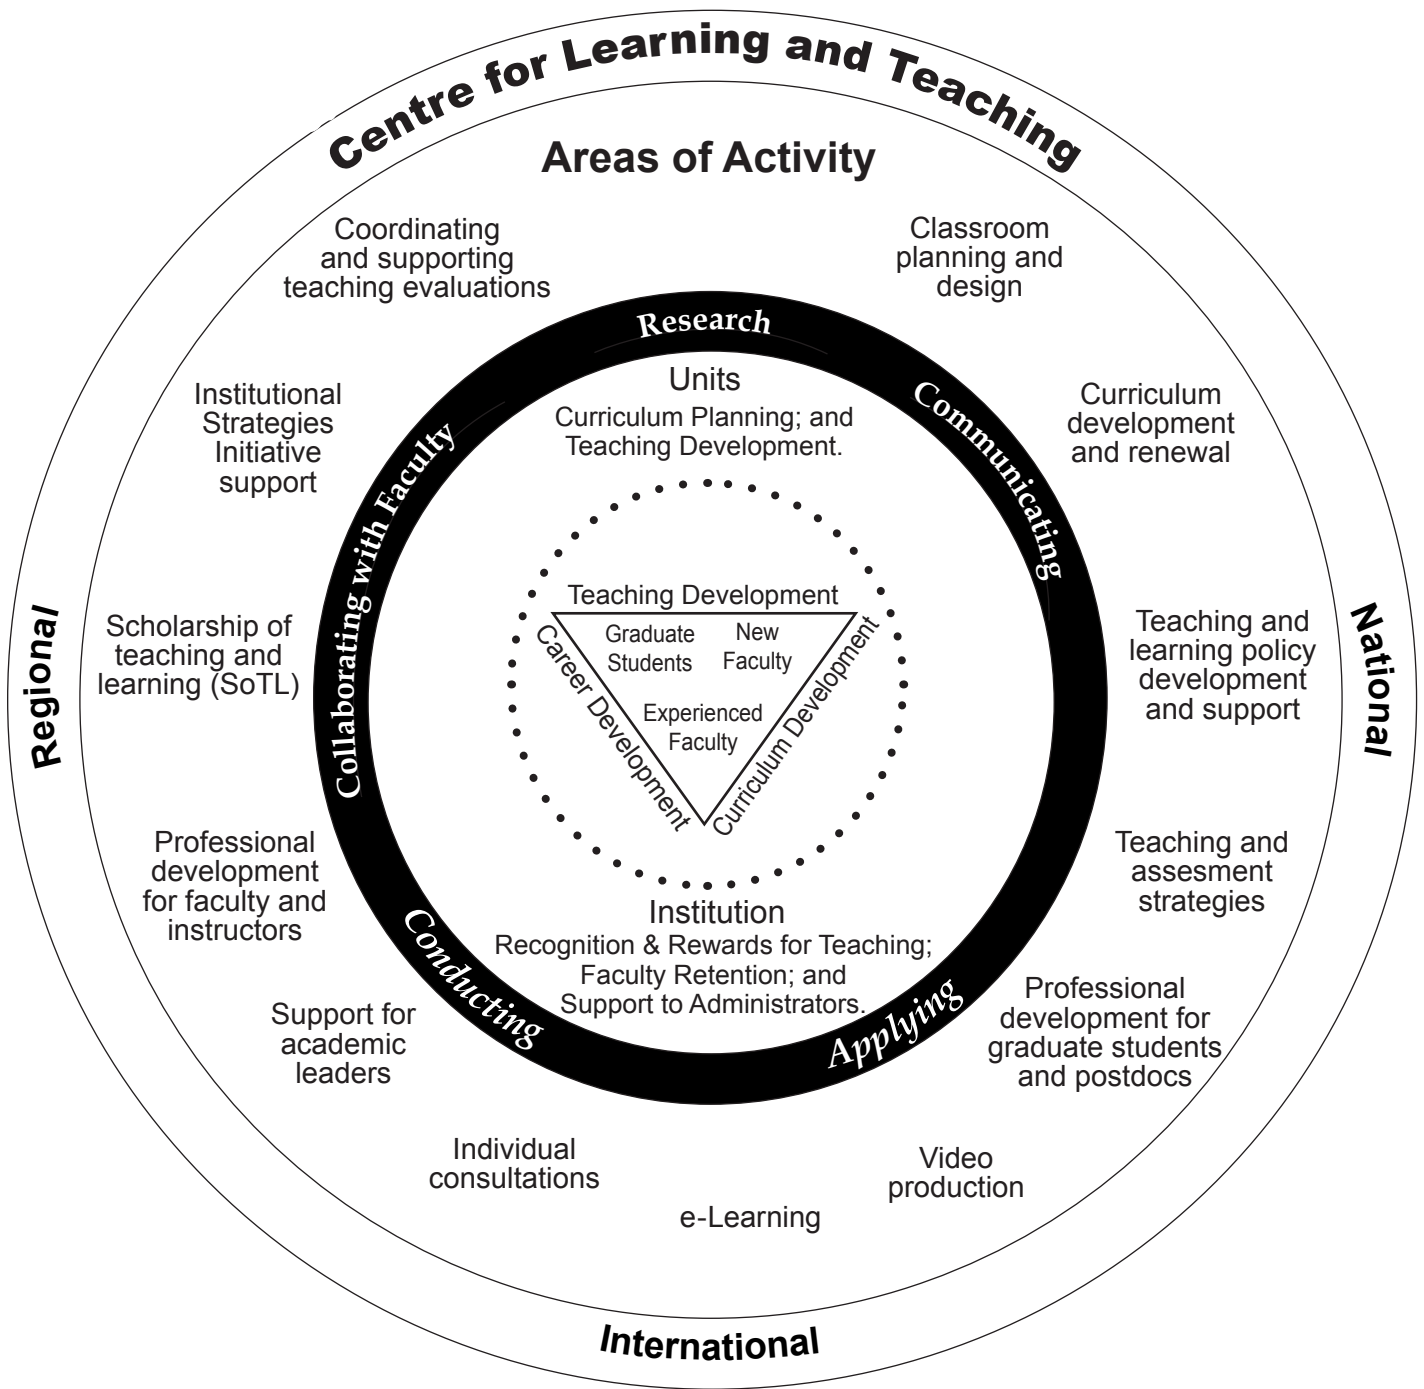 Centre for Learning and Teaching
Areas of Activity
Coordinating
and supporting
teaching evaluations
Classroom
planning and
design
Institutional
Strategies
Initiative
support
Curriculum
development
and renewal
Scholarship of
teaching and
learning (SoTL)
Teaching and
learning policy
development
and support
Professional
development
for faculty and
instructors
Teaching and
assesment
strategies
Support for
academic
leaders
Professional
development for
graduate students
and postdocs
Individual
consultations
e-Learning
Video
production
Regional
National
International
Research
Communicating
Collaborating with Faculty
Conducting
Applying
Units
Curriculum Planning; and
Teaching Development.
Teaching Development
Graduate
Students
New
Faculty
Experienced
Faculty
Career Development
Curriculum Development
Institution
Recognition & Rewards for Teaching;
Faculty Retention; and
Support to Administrators.